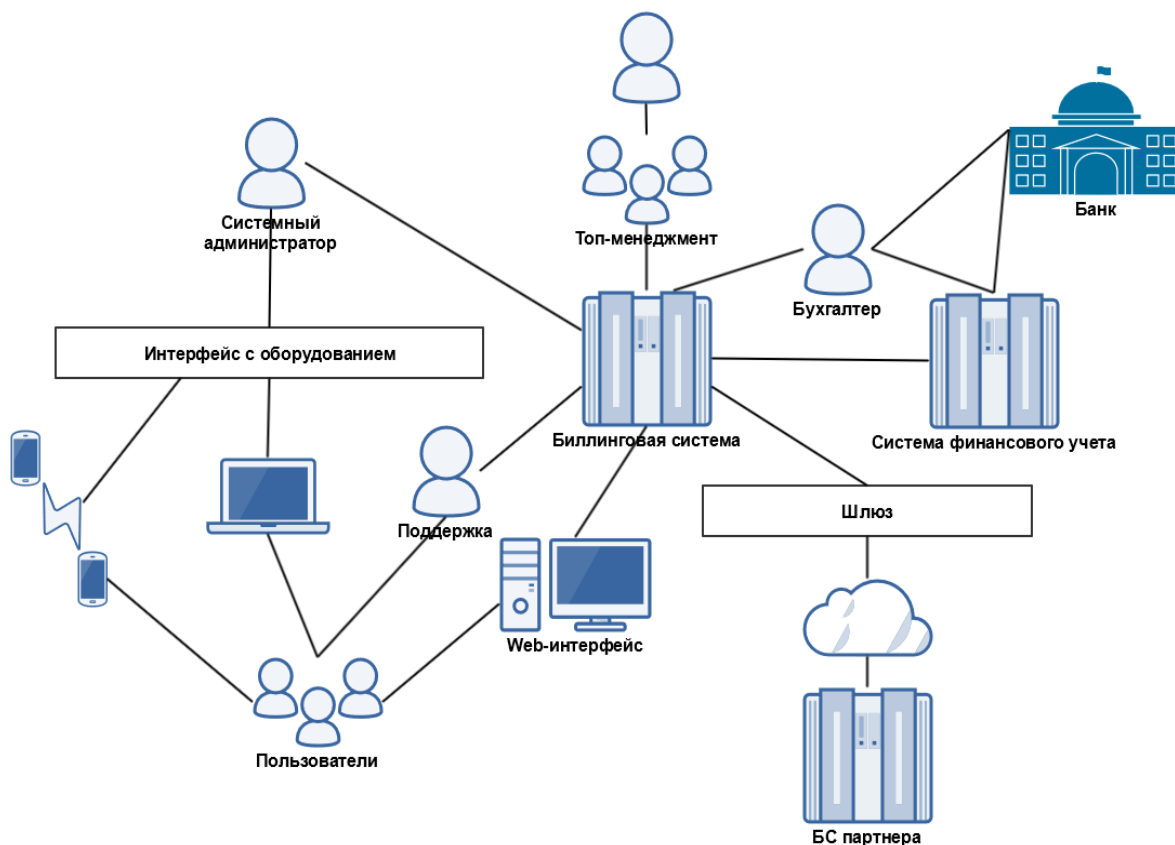 Банк
Системный
администратор
Топ-менеджмент
Бухгалтер
Интерфейс с оборудованием
Биллинговая система
Система финансового учета
Шлюз
Поддержка
Web-интерфейс
Пользователи
БС партнера